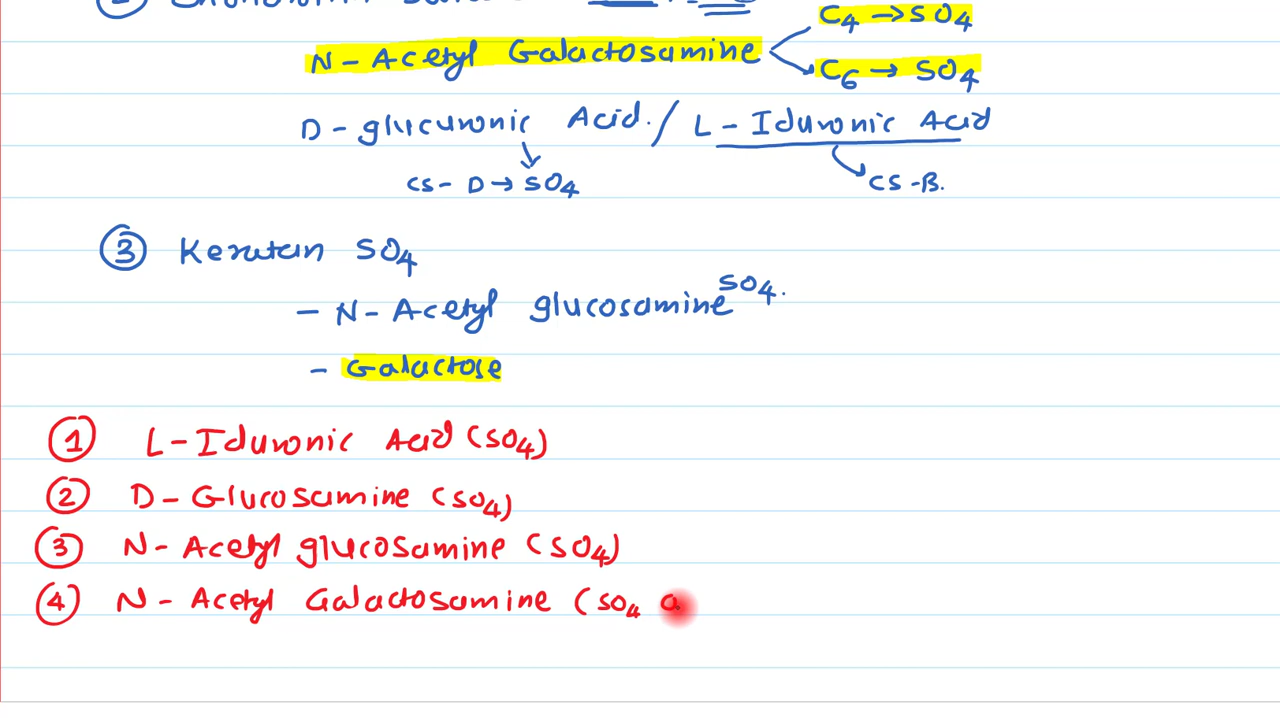 C4 → SO4
N - Acetyl Galactosamine
C6 → SO4
D - glucuronic Acid. / L - Iduronic Acid
CS - D → SO4 CS - B.
③ Keratan SO4
- N - Acetyl glucosamine SO4.
- Galactose
① L - Iduronic Acid (SO4)
② D - Glucosamine (SO4)
③ N - Acetyl glucosamine (SO4)
④ N - Acetyl Galactosamine (SO4 a